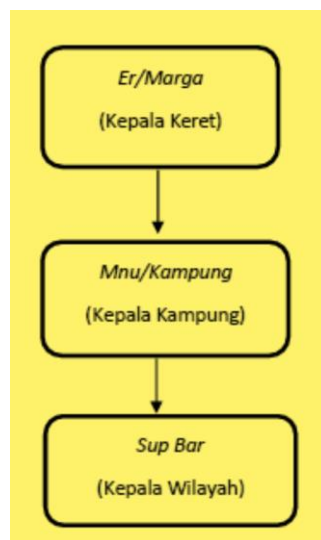 Er/Marga
(Kepala Keret)
Mnu/Kampung
(Kepala Kampung)
Sup Bar
(Kepala Wilayah)